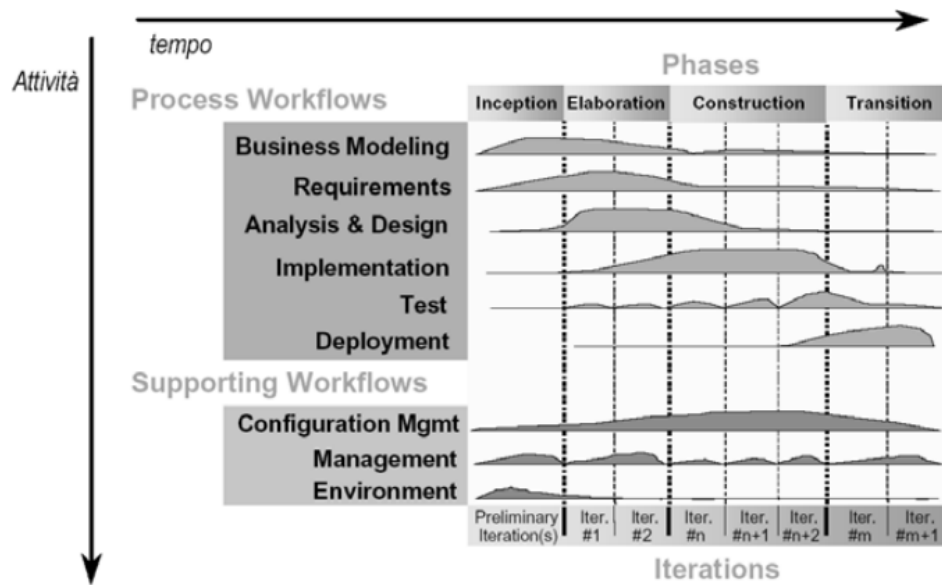 tempo
Attività
Phases
Process Workflows
Inception Elaboration Construction Transition
Business Modeling
Requirements
Analysis & Design
Implementation
Test
Deployment
Supporting Workflows
Configuration Mgmt
Management
Environment
Preliminary Iter. Iter. Iter. Iter. Iter. Iter. Iter.
Iteration(s) #1 #2 #n #n+1 #n+2 #m #m+1
Iterations